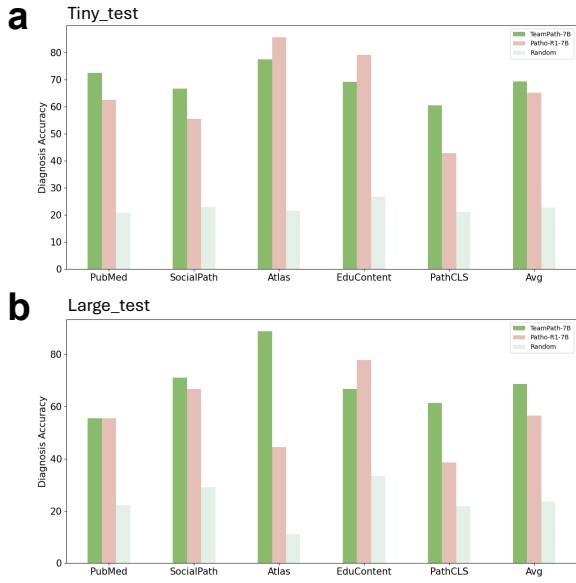 a
Tiny_test
TeamPath-7B
Patho-R1-7B
Random
Diagnosis Accuracy
80
70
60
50
40
30
20
10
0
PubMed SocialPath Atlas EduContent PathCLS Avg
b
Large_test
TeamPath-7B
Patho-R1-7B
Random
Diagnosis Accuracy
80
60
40
20
0
PubMed SocialPath Atlas EduContent PathCLS Avg